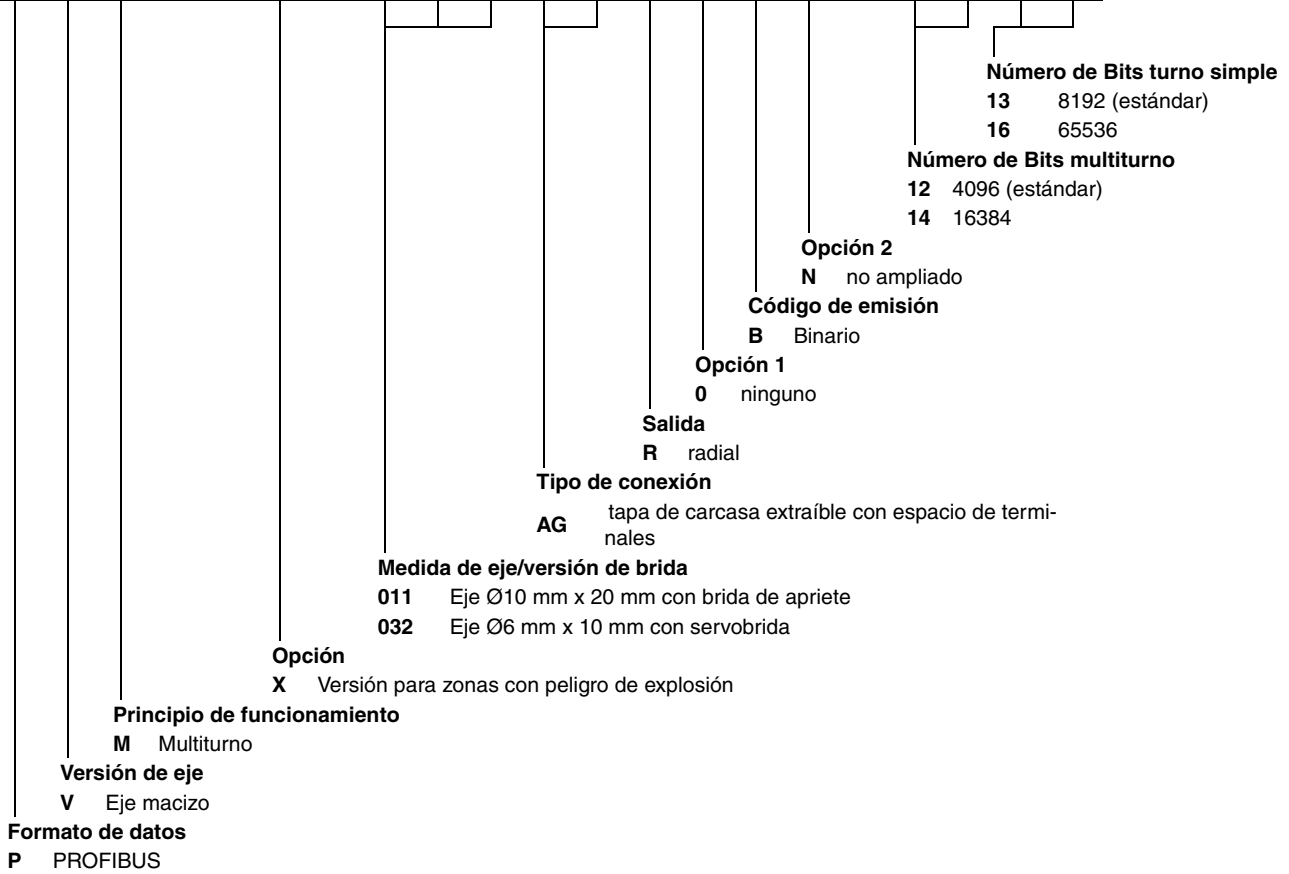 Número de Bits turno simple
13 8192 (estándar)
16 65536
Número de Bits multiturno
12 4096 (estándar)
14 16384
Opción 2
N no ampliado
Código de emisión
B Binario
Opción 1
0 ninguno
Salida
R radial
Tipo de conexión
AG tapa de carcasa extraíble con espacio de termi-
nales
Medida de eje/versión de brida
011 Eje Ø10 mm x 20 mm con brida de apriete
032 Eje Ø6 mm x 10 mm con servobrida
Opción
X Versión para zonas con peligro de explosión
Principio de funcionamiento
M Multiturno
Versión de eje
V Eje macizo
Formato de datos
P PROFIBUS